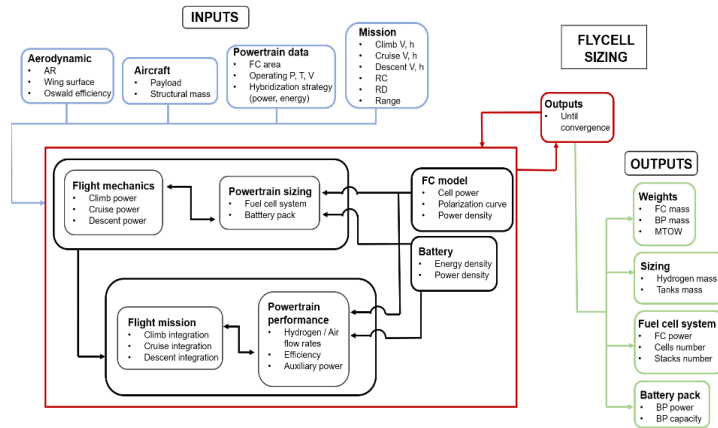 INPUTS
FLYCELL
SIZING
Aerodynamic
• AR
• Wing surface
• Oswald efficiency
Aircraft
• Payload
• Structural mass
Powertrain data
• FC area
• Operating P, T, V
• Hybridization strategy
(power, energy)
Mission
• Climb V, h
• Cruise V, h
• Descent V, h
• RC
• RD
• Range
Outputs
• Until
convergence
Flight mechanics
• Climb power
• Cruise power
• Descent power
Powertrain sizing
• Fuel cell system
• Batttery pack
FC model
• Cell power
• Polarization curve
• Power density
Battery
• Energy density
• Power density
Flight mission
• Climb integration
• Cruise integration
• Descent integration
Powertrain
performance
• Hydrogen / Air
flow rates
• Efficiency
• Auxiliary power
OUTPUTS
Weights
• FC mass
• BP mass
• MTOW
Sizing
• Hydrogen mass
• Tanks mass
Fuel cell system
• FC power
• Cells number
• Stacks number
Battery pack
• BP power
• BP capacity